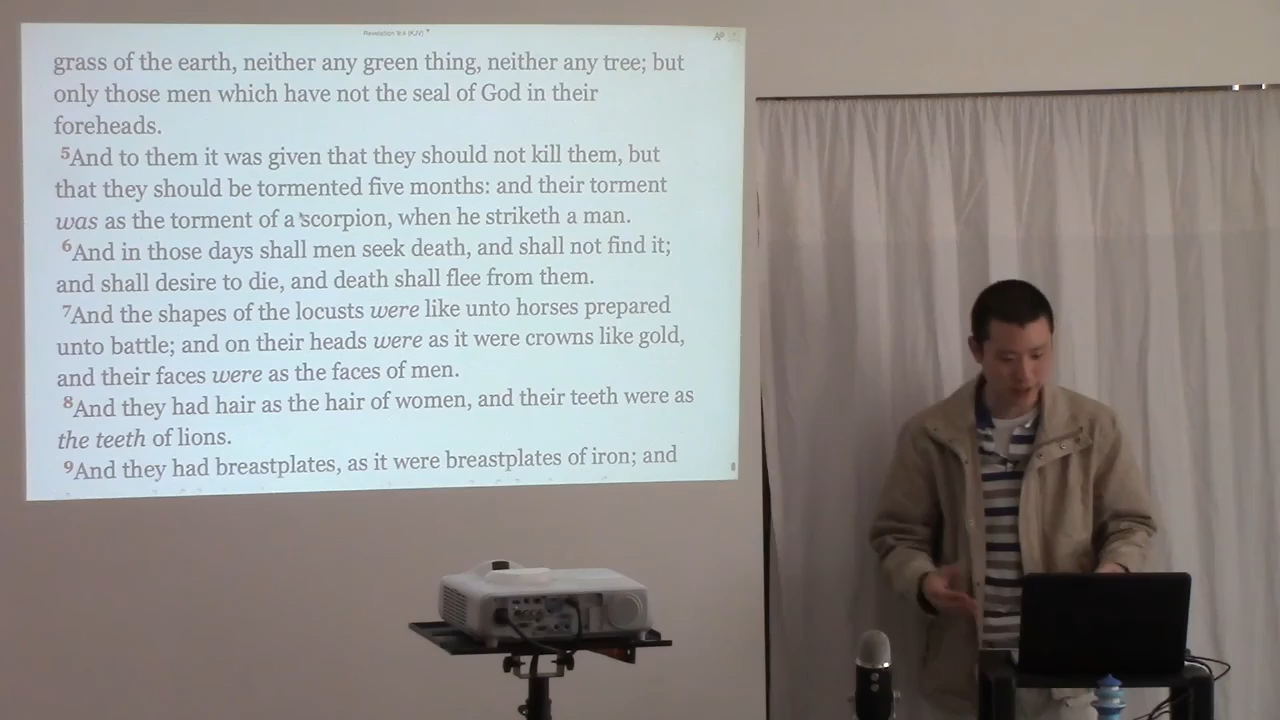 Revelation 9:4 (KJV)
grass of the earth, neither any green thing, neither any tree; but
only those men which have not the seal of God in their
foreheads.
5And to them it was given that they should not kill them, but
that they should be tormented five months: and their torment
was as the torment of a scorpion, when he striketh a man.
6And in those days shall men seek death, and shall not find it;
and shall desire to die, and death shall flee from them.
7And the shapes of the locusts were like unto horses prepared
unto battle; and on their heads were as it were crowns like gold,
and their faces were as the faces of men.
8And they had hair as the hair of women, and their teeth were as
the teeth of lions.
9And they had breastplates, as it were breastplates of iron; and